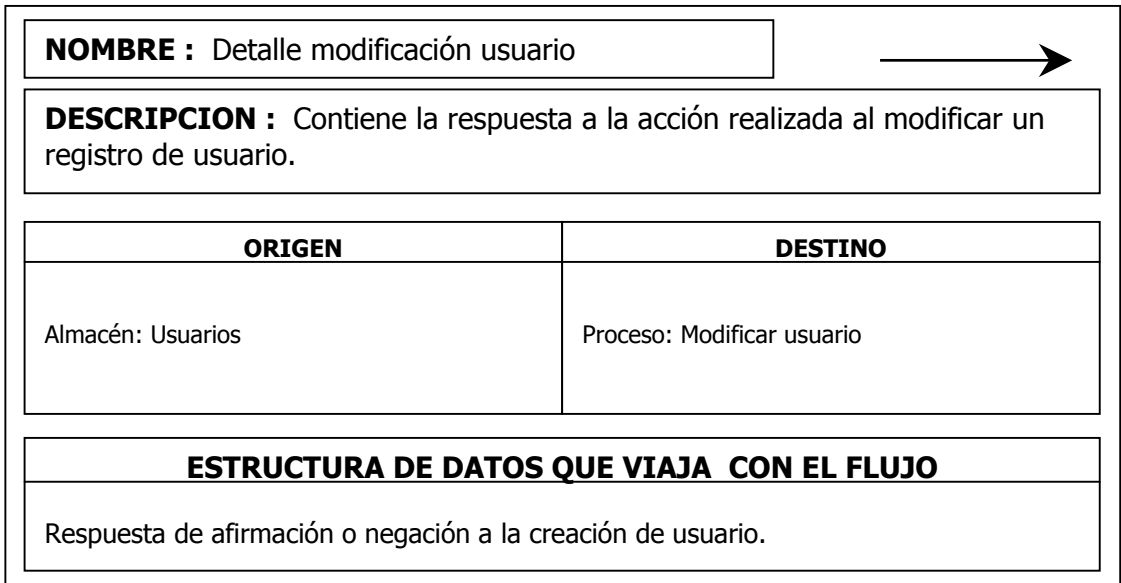 NOMBRE : Detalle modificación usuario
DESCRIPCION : Contiene la respuesta a la acción realizada al modificar un
registro de usuario.
ORIGEN
DESTINO
Almacén: Usuarios
Proceso: Modificar usuario
ESTRUCTURA DE DATOS QUE VIAJA CON EL FLUJO
Respuesta de afirmación o negación a la creación de usuario.